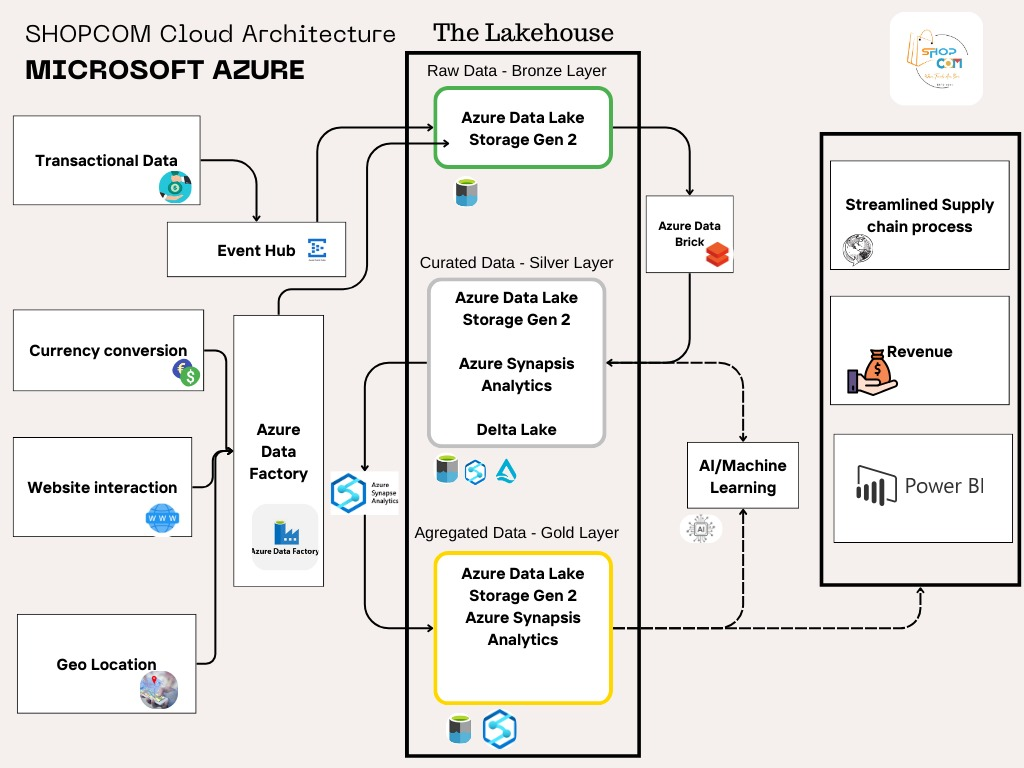 SHOPCOM Cloud Architecture
MICROSOFT AZURE
The Lakehouse
SHOP
COM
Raw Data - Bronze Layer
Azure Data Lake
Storage Gen 2
Transactional Data
Event Hub
Azure Data
Brick
Streamlined Supply
chain process
Curated Data - Silver Layer
Azure Data Lake
Storage Gen 2
Azure Synapsis
Analytics
Delta Lake
Currency conversion
Revenue
Azure
Data
Factory
Azure Data Factory
Website interaction
WWW
Azure
Synapse
Analytics
AI/Machine
Learning
AI
Power BI
Agregated Data - Gold Layer
Azure Data Lake
Storage Gen 2
Azure Synapsis
Analytics
Geo Location